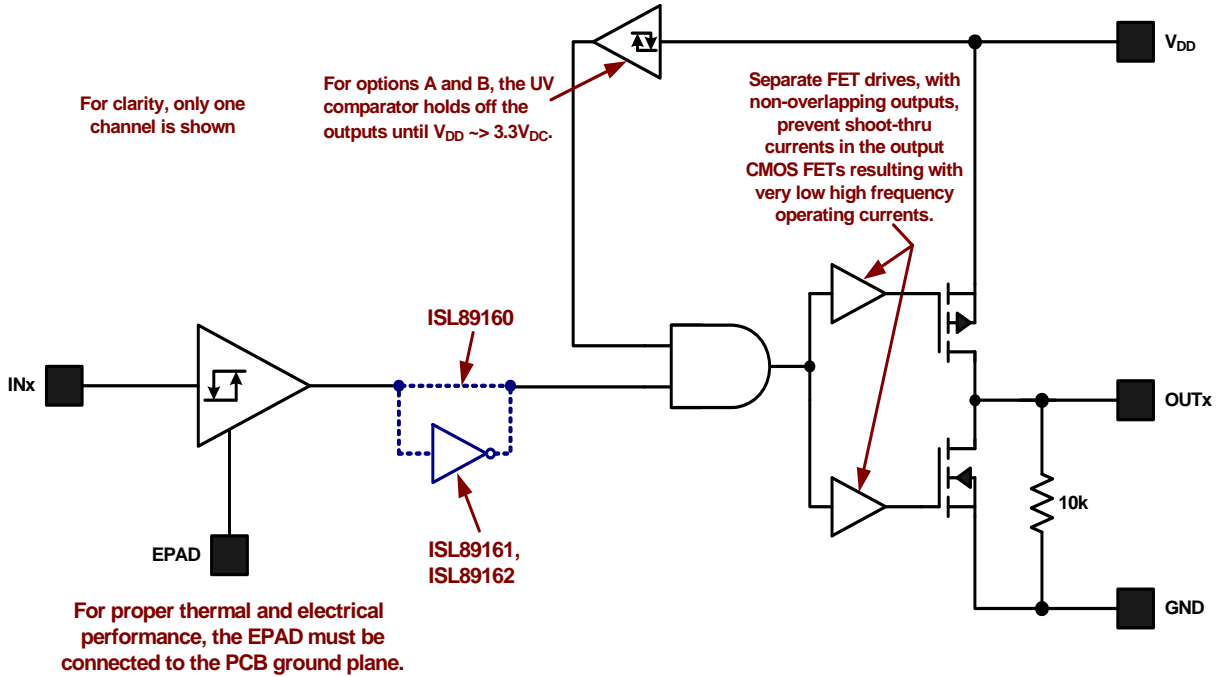 For clarity, only one
channel is shown
For options A and B, the UV
comparator holds off the
outputs until VDD ~> 3.3VDC.
Separate FET drives, with
non-overlapping outputs,
prevent shoot-thru
currents in the output
CMOS FETs resulting with
very low high frequency
operating currents.
VDD
ISL89160
INx
OUTx
10k
EPAD
ISL89161,
ISL89162
GND
For proper thermal and electrical
performance, the EPAD must be
connected to the PCB ground plane.